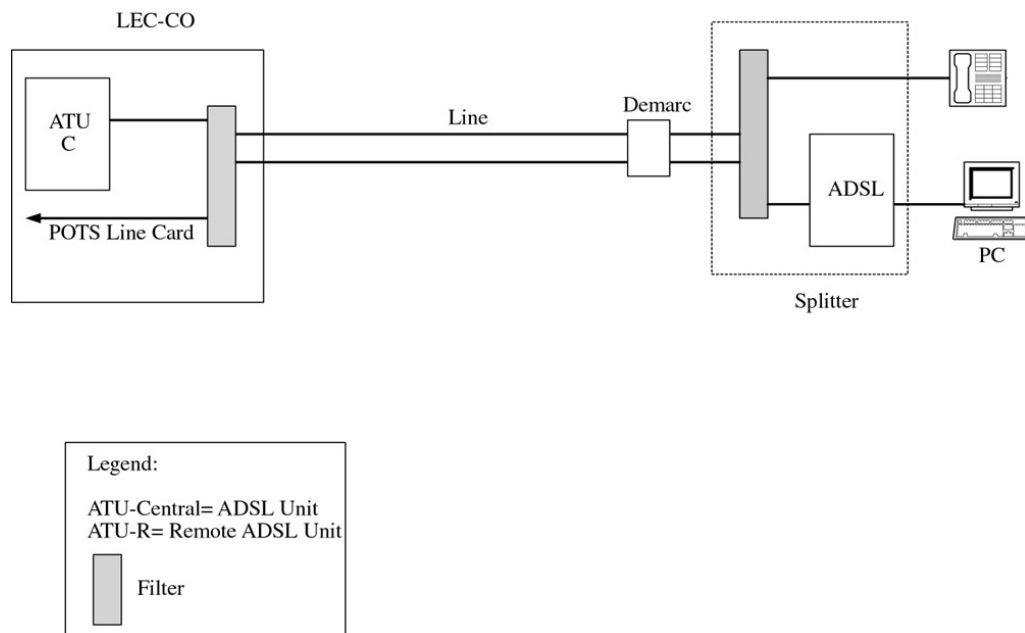 LEC-CO
ATU
C
POTS Line Card
Line
Demarc
ADSL
PC
Splitter
Legend:
ATU-Central= ADSL Unit
ATU-R= Remote ADSL Unit
Filter